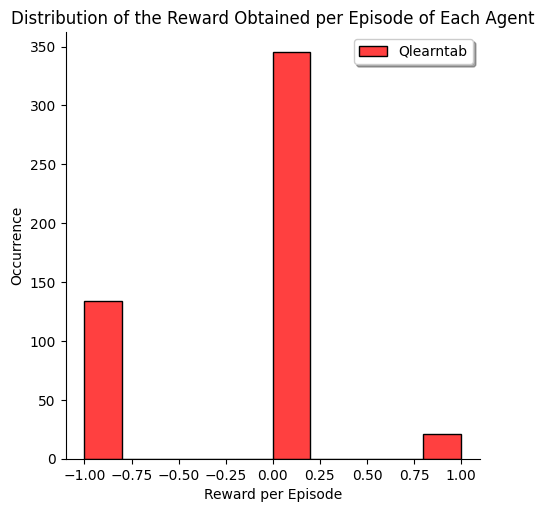 Distribution of the Reward Obtained per Episode of Each Agent
Qlearntab
350
300
250
200
150
100
50
0
Occurrence
−1.00 −0.75 −0.50 −0.25 0.00 0.25 0.50 0.75 1.00
Reward per Episode